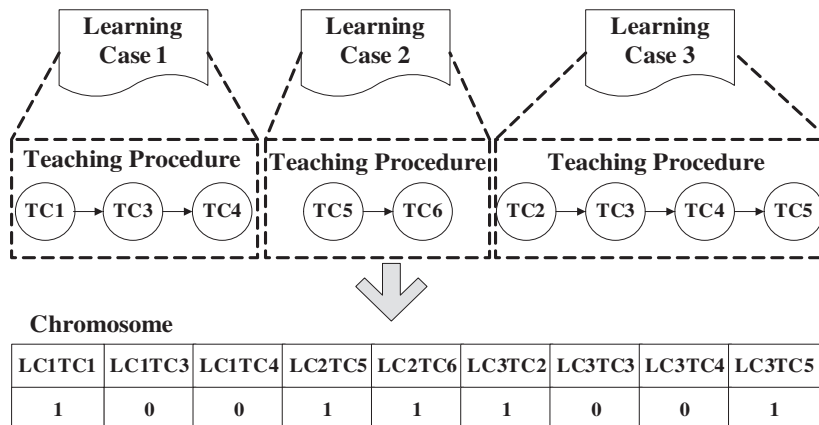 Learning
Case 1
Learning
Case 2
Learning
Case 3
Teaching Procedure
TC1 TC3 TC4
Teaching Procedure
TC5 TC6
Teaching Procedure
TC2 TC3 TC4 TC5
Chromosome
LC1TC1 LC1TC3 LC1TC4 LC2TC5 LC2TC6 LC3TC2 LC3TC3 LC3TC4 LC3TC5
1 0 0 1 1 1 0 0 1